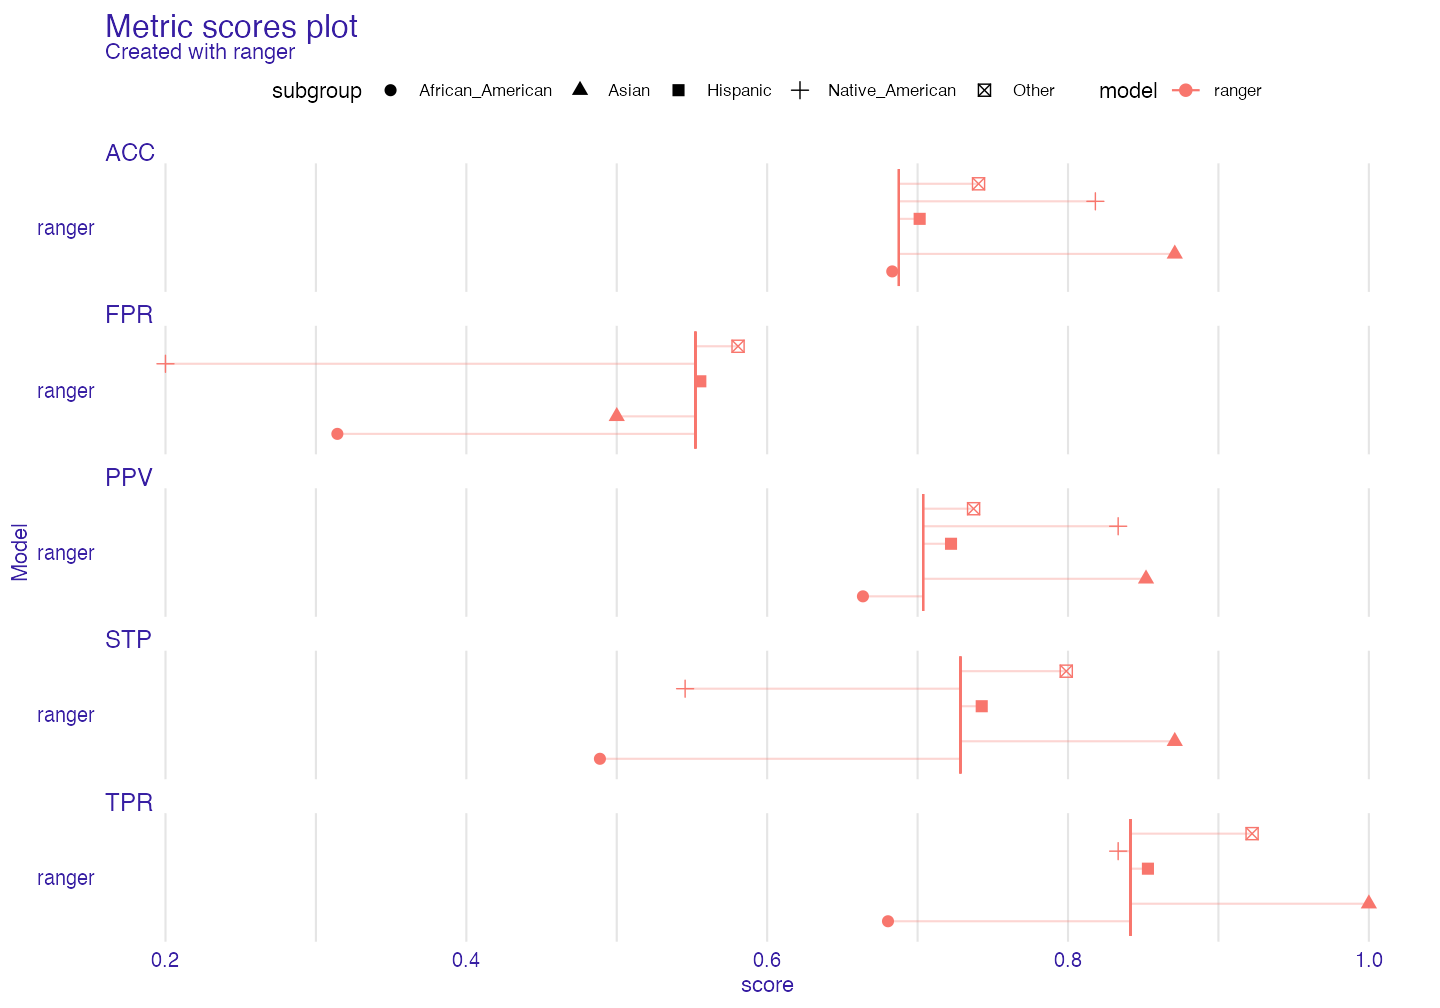 Metric scores plot
Created with ranger
subgroup African_American Asian Hispanic Native_American Other model ranger
ACC
ranger
FPR
ranger
PPV
ranger
Model
STP
ranger
TPR
ranger
0.2 0.4 0.6 0.8 1.0
score